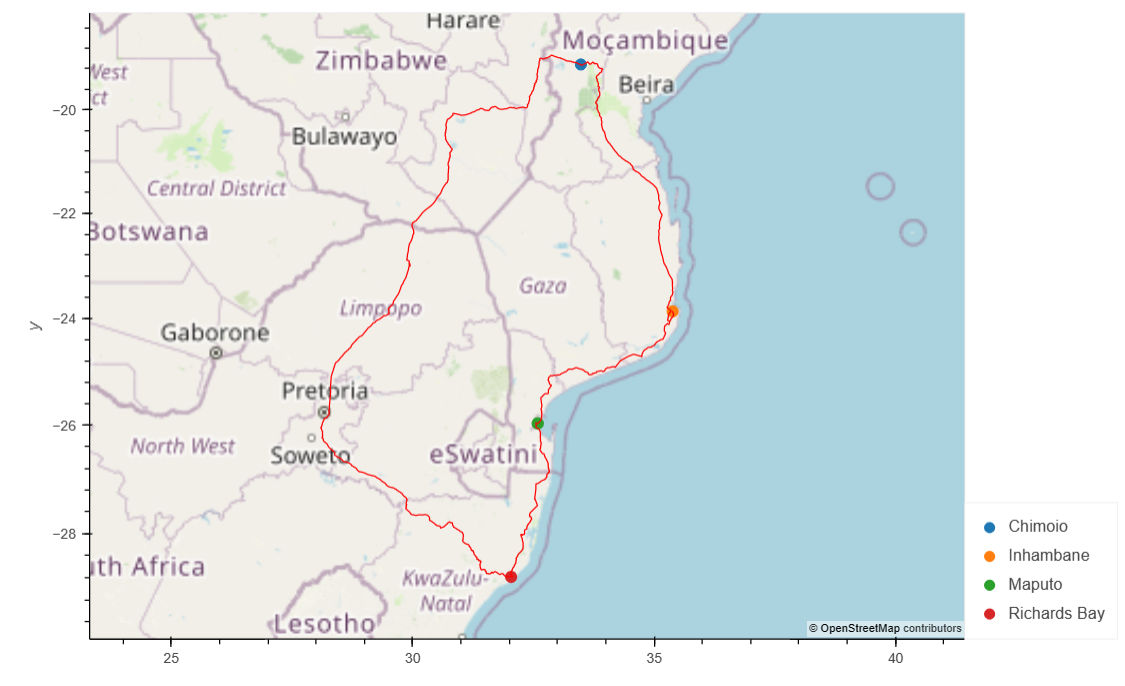 Harare
Moçambique
Zimbabwe
West
ct
Beira
−20
Bulawayo
Central District
−22
Botswana
Gaza
y
−24
Limpopo
Gaborone
Pretoria
−26
North West
Soweto
eSwatini
−28
uth Africa
KwaZulu-
Natal
Lesotho
© OpenStreetMap contributors
25
30
35
40
Chimoio
Inhambane
Maputo
Richards Bay